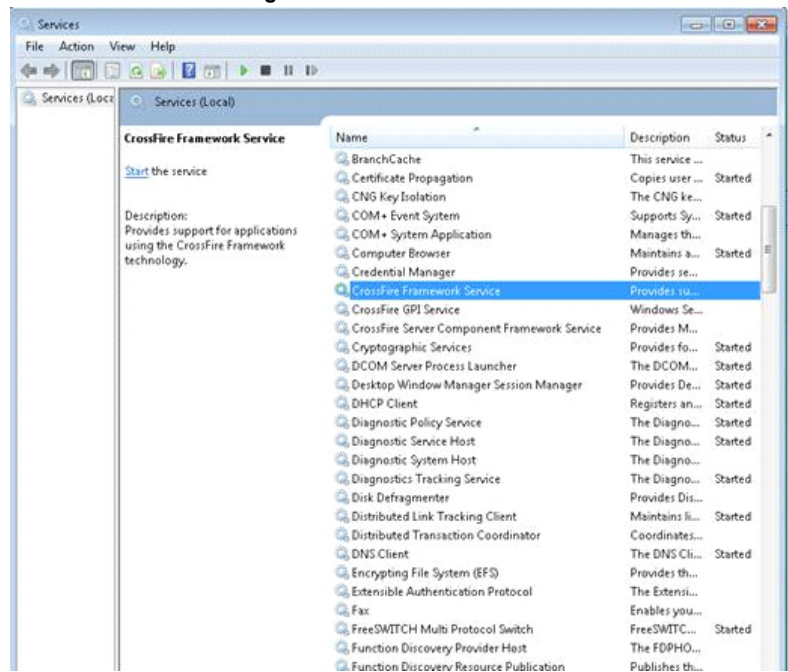 Services
File Action View Help
Services (Loca
Services (Local)
CrossFire Framework Service
Start the service
Description:
Provides support for applications
using the CrossFire Framework
technology.
Name Description Status
BranchCache This service ...
Certificate Propagation Copies user ... Started
CNG Key Isolation The CNG ke...
COM+ Event System Supports Sy... Started
COM+ System Application Manages th...
Computer Browser Maintains a... Started
Credential Manager Provides se...
CrossFire Framework Service Provides su...
CrossFire GPI Service Windows Se...
CrossFire Server Component Framework Service Provides M...
Cryptographic Services Provides fo... Started
DCOM Server Process Launcher The DCOM... Started
Desktop Window Manager Session Manager Provides De... Started
DHCP Client Registers an... Started
Diagnostic Policy Service The Diagno... Started
Diagnostic Service Host The Diagno... Started
Diagnostic System Host The Diagno...
Diagnostics Tracking Service The Diagno... Started
Disk Defragmenter Provides Dis...
Distributed Link Tracking Client Maintains li... Started
Distributed Transaction Coordinator Coordinates...
DNS Client The DNS Cli... Started
Encrypting File System (EFS) Provides th...
Extensible Authentication Protocol The Extensi...
Fax Enables you...
FreeSWITCH Multi Protocol Switch FreeSWITC... Started
Function Discovery Provider Host The FDPHO...
Function Discovery Resource Publication Publishes th...